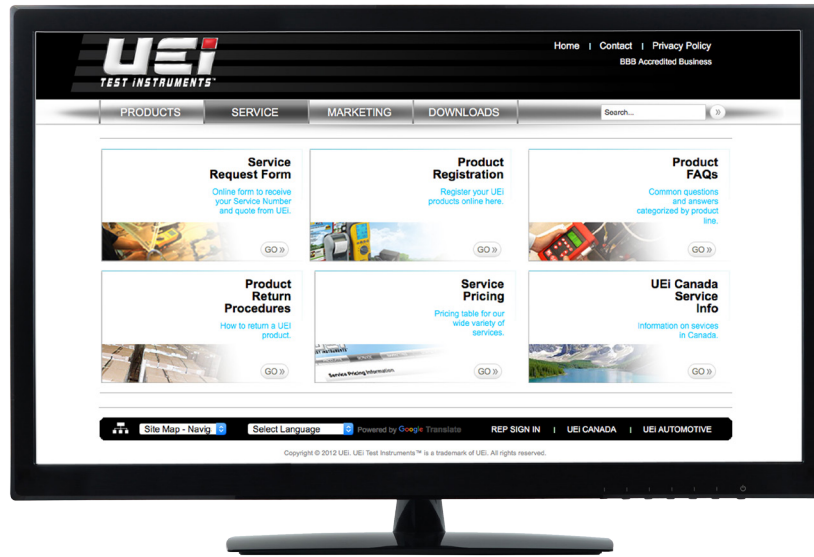 UEi
TEST iNSTRUMENTS™
Home | Contact | Privacy Policy
BBB Accredited Business
PRODUCTS
SERVICE
MARKETING
DOWNLOADS
Search...
»
Service
Request Form
Online form to receive
your Service Number
and quote from UEi.
GO »
Product
Registration
Register your UEi
products online here.
GO »
Product
FAQs
Common questions
and answers
categorized by product
line.
GO »
Product
Return
Procedures
How to return a UEI
product.
GO »
Service
Pricing
Pricing table for our
wide variety of
services.
Service Pricing Information
GO »
UEi Canada
Service
Info
Information on sevices
in Canada.
GO »
Site Map - Navig
Select Language
Powered by Google Translate
REP SIGN IN | UEi CANADA | UEi AUTOMOTIVE
Copyright © 2012 UEI. UEi Test Instruments™ is a trademark of UEi. All rights reserved.